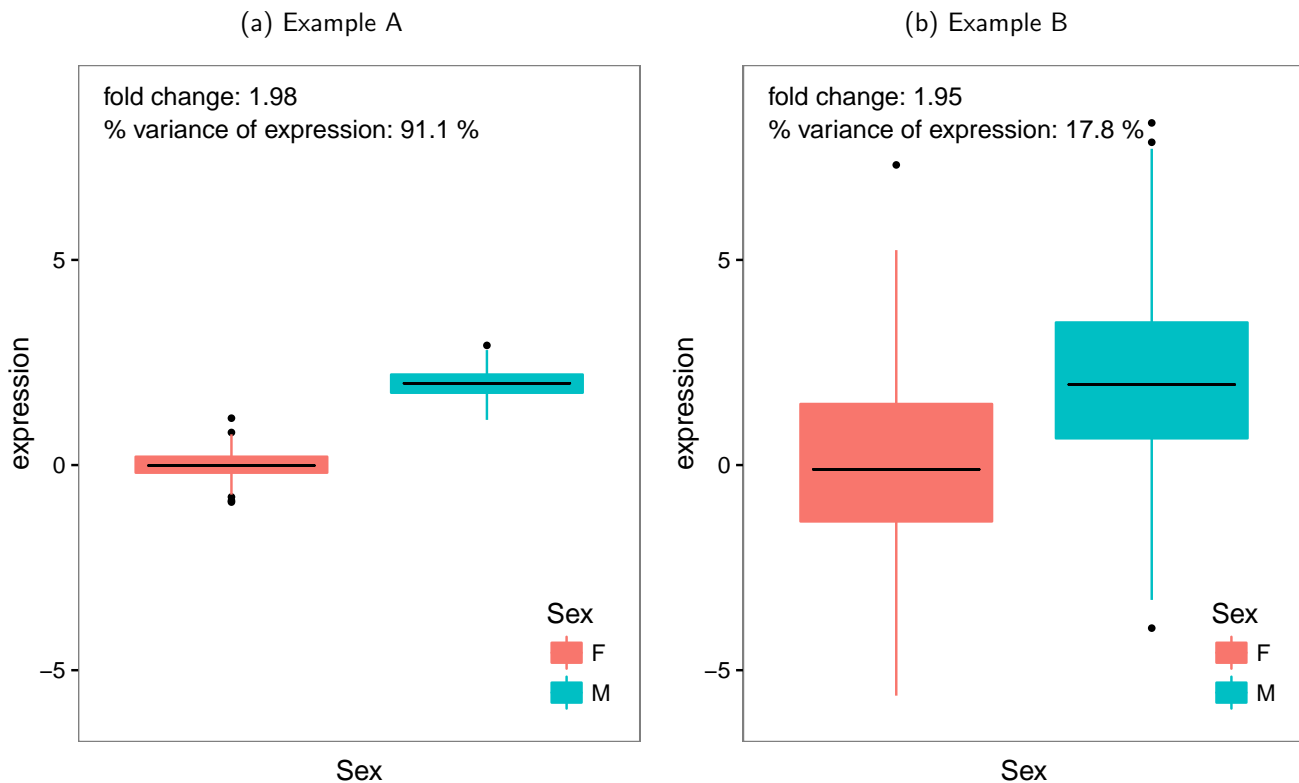 (a) Example A
fold change: 1.98
% variance of expression: 91.1 %
5
0
−5
expression
Sex
F
M
Sex
(b) Example B
fold change: 1.95
% variance of expression: 17.8 %
5
0
−5
expression
Sex
F
M
Sex